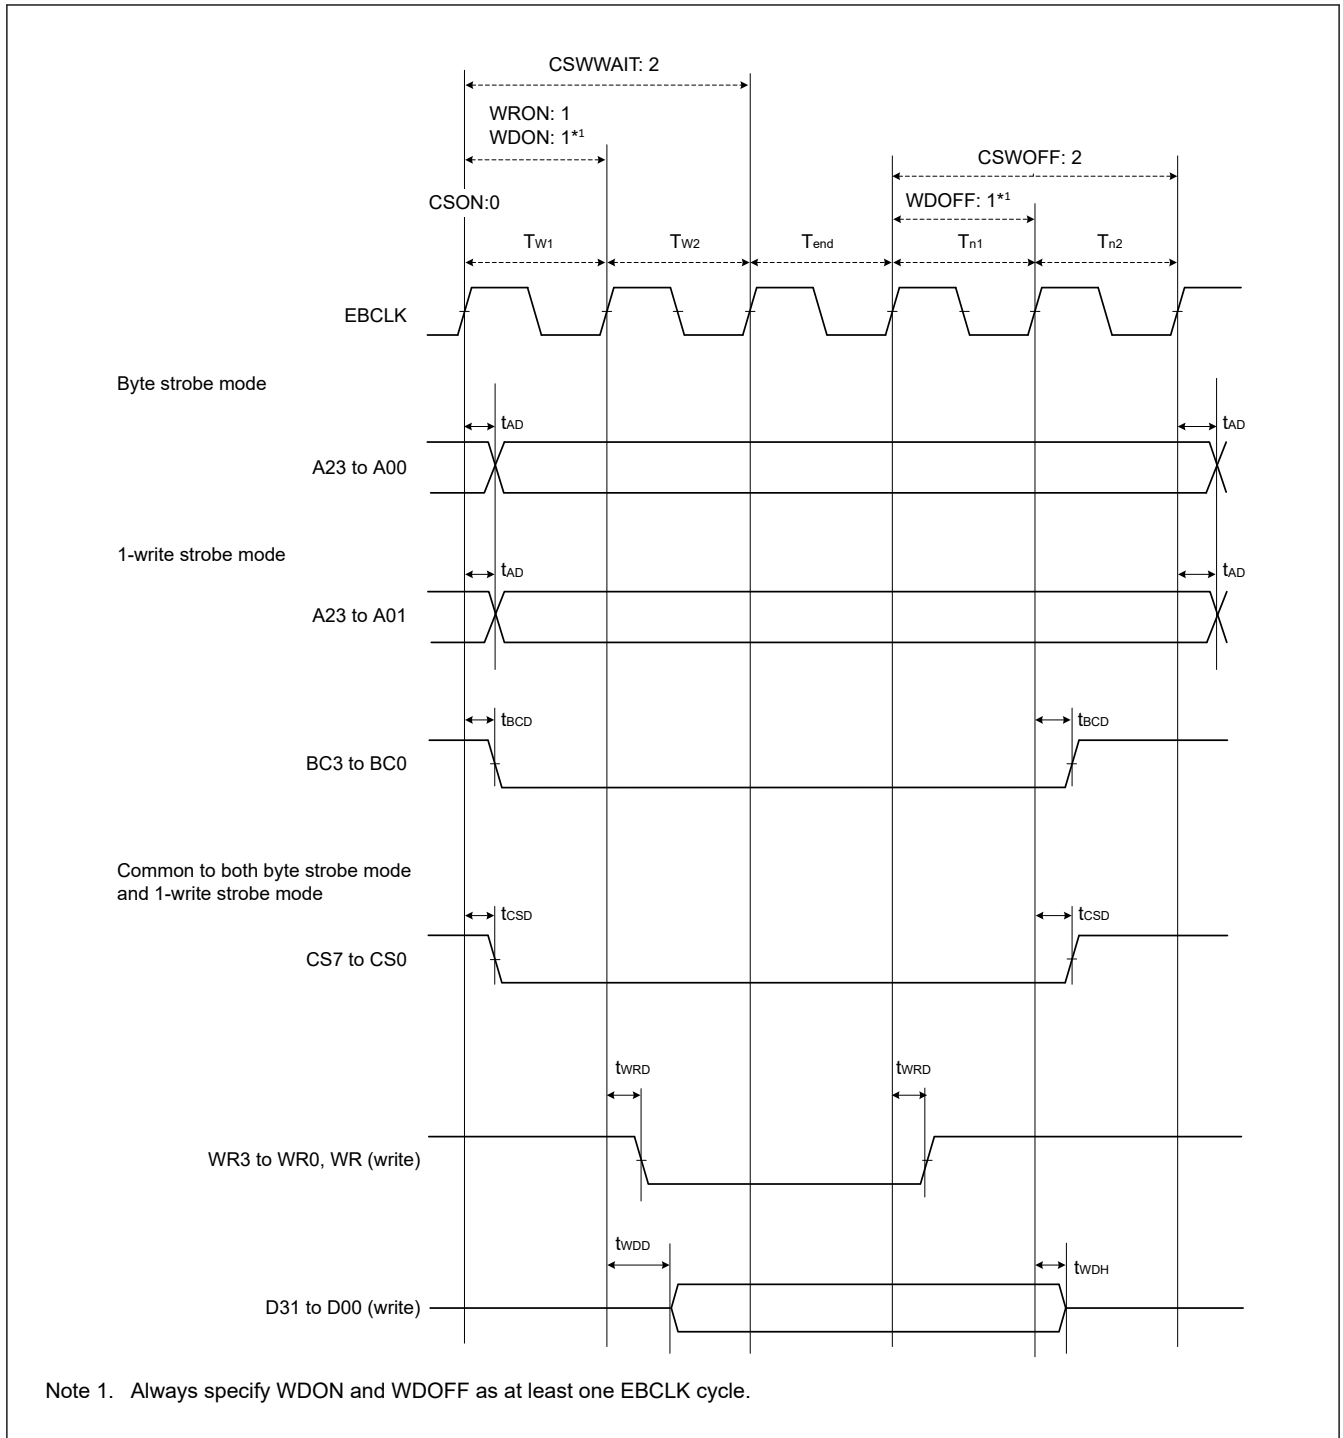 CSWWAIT: 2
WRON: 1
WDON: 1*1
CSWOFF: 2
CSON:0
WDOFF: 1*1
TW1
TW2
Tend
Tn1
Tn2
EBCLK
Byte strobe mode
tAD
tAD
A23 to A00
1-write strobe mode
tAD
tAD
A23 to A01
tBCD
tBCD
BC3 to BC0
Common to both byte strobe mode
and 1-write strobe mode
tCSD
tCSD
CS7 to CS0
tWRD
tWRD
WR3 to WR0, WR (write)
tWDD
tWDH
D31 to D00 (write)
Note 1. Always specify WDON and WDOFF as at least one EBCLK cycle.